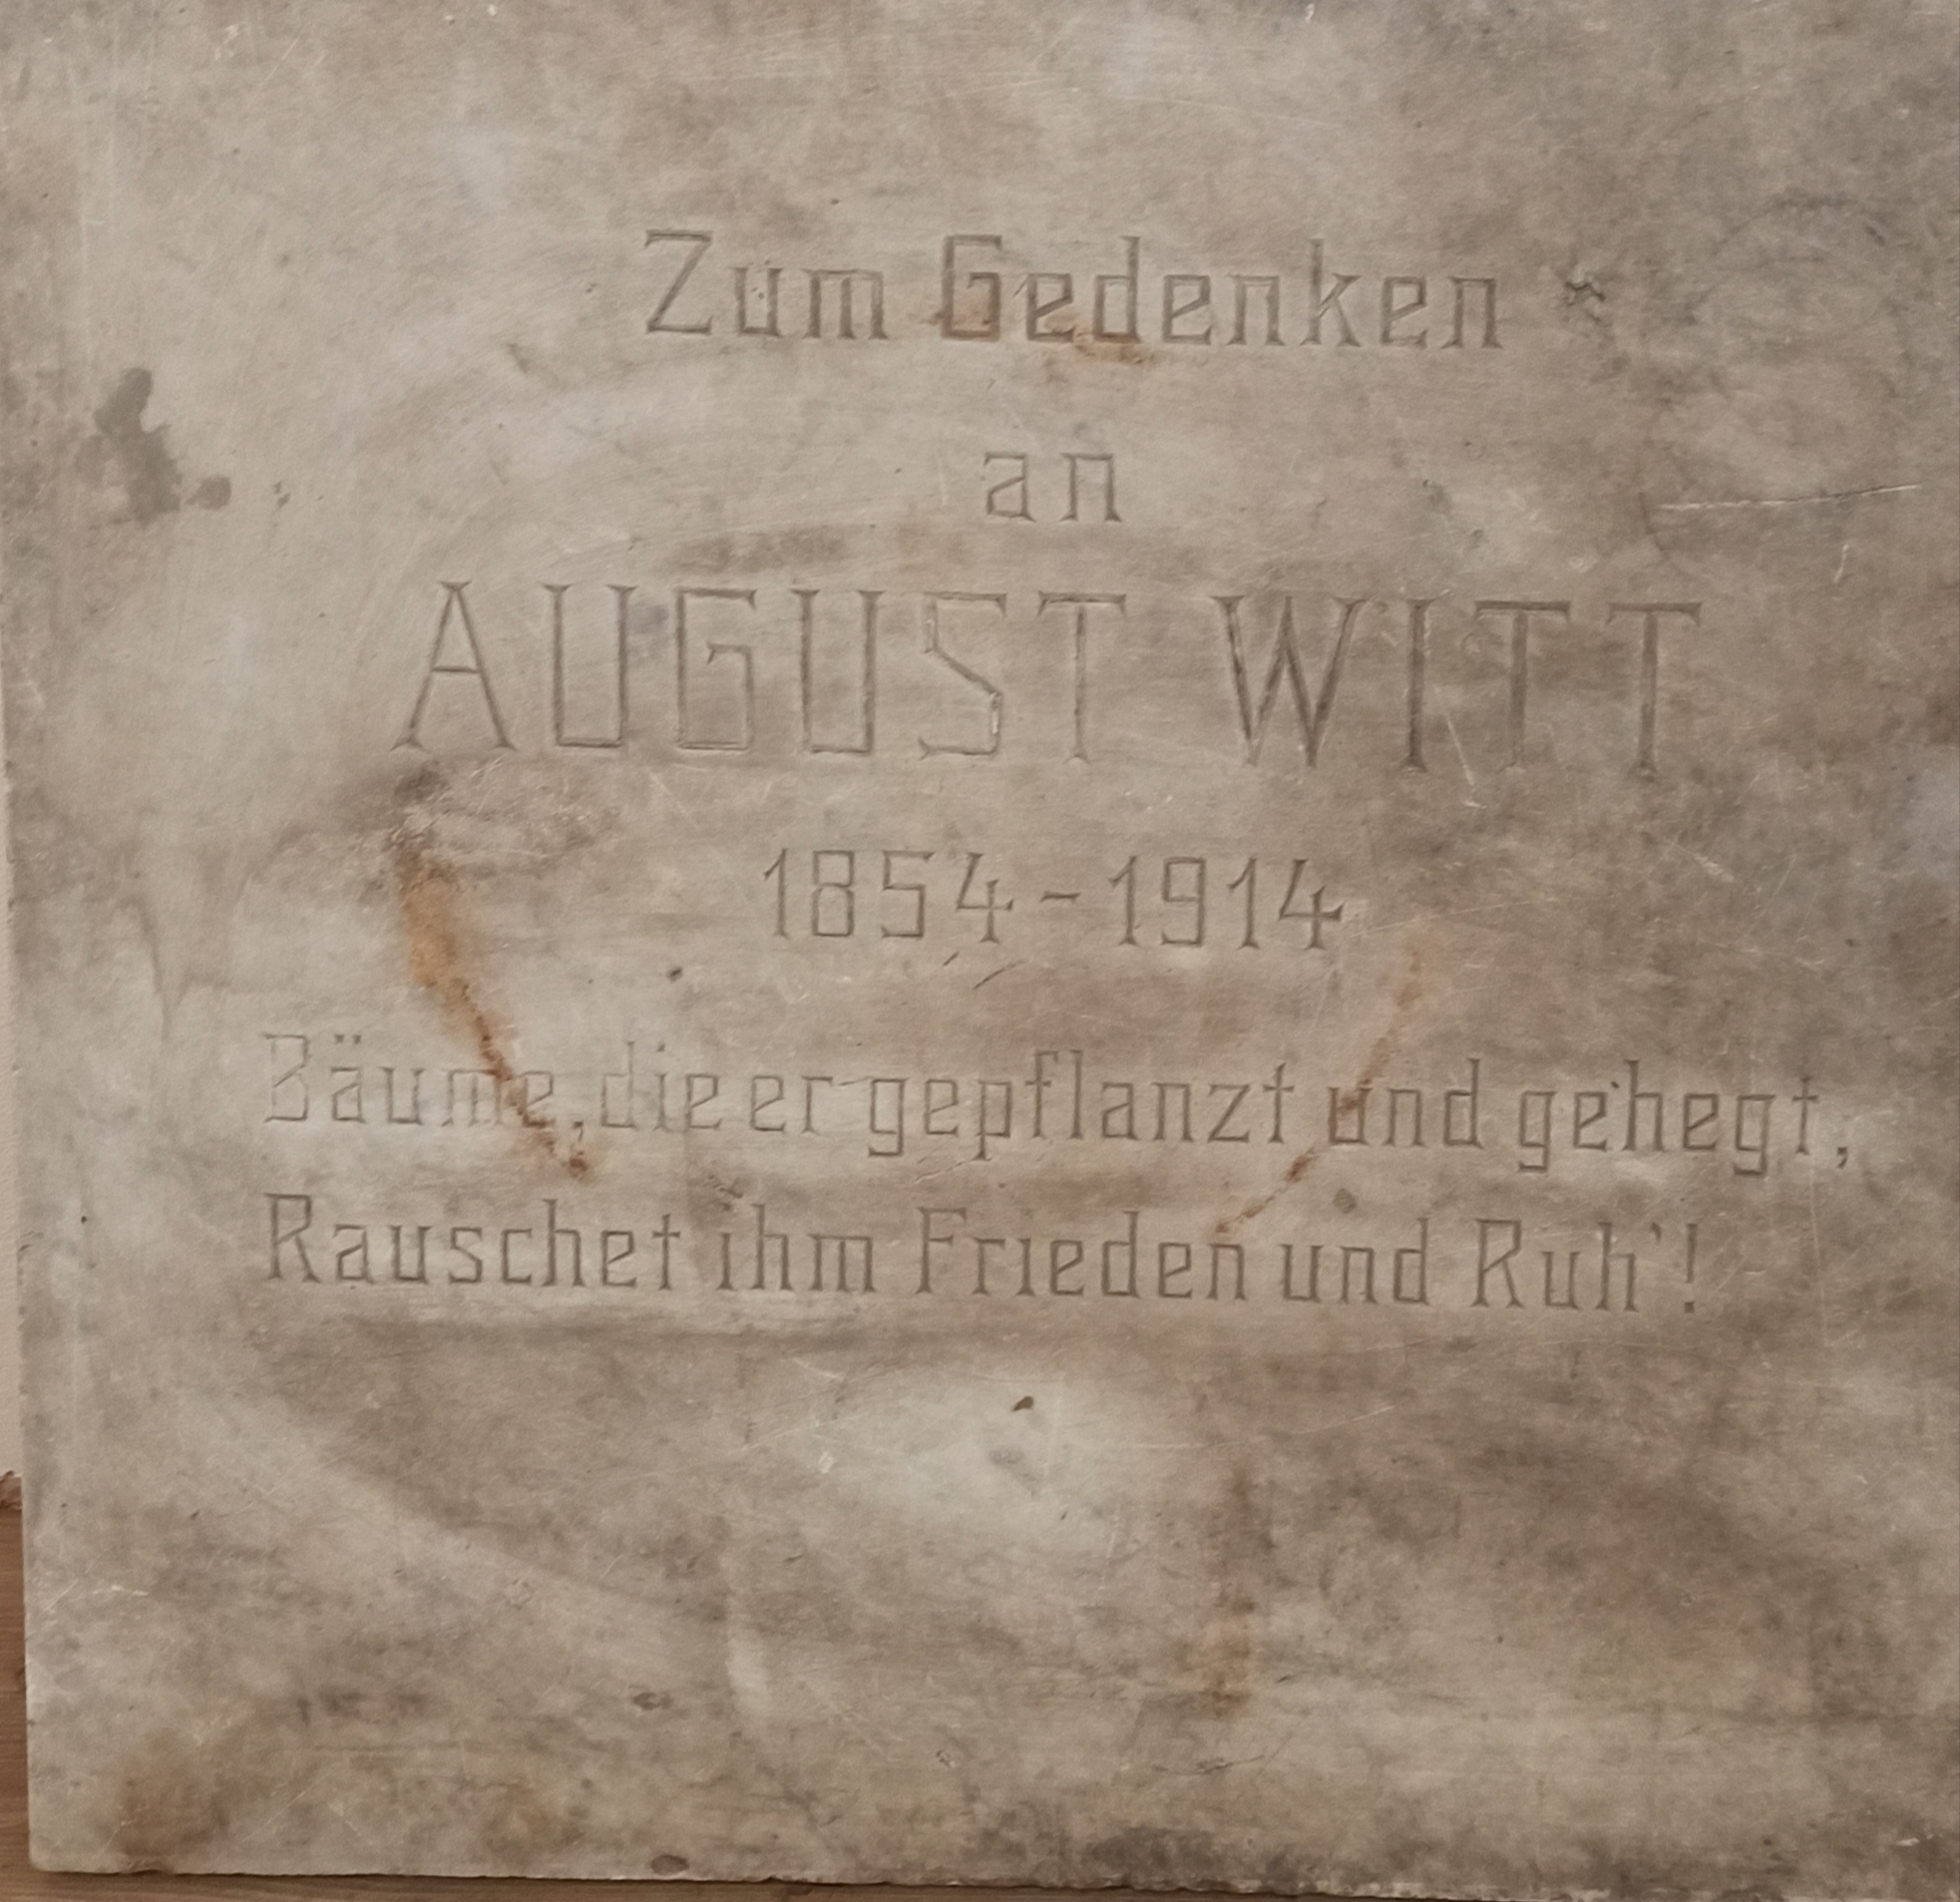 Zum Gedenken
an
AUGUST WITT
1854-1914
Bäume, die er gepflanzt und gehegt,
Rauschet ihm Frieden und Ruh'!